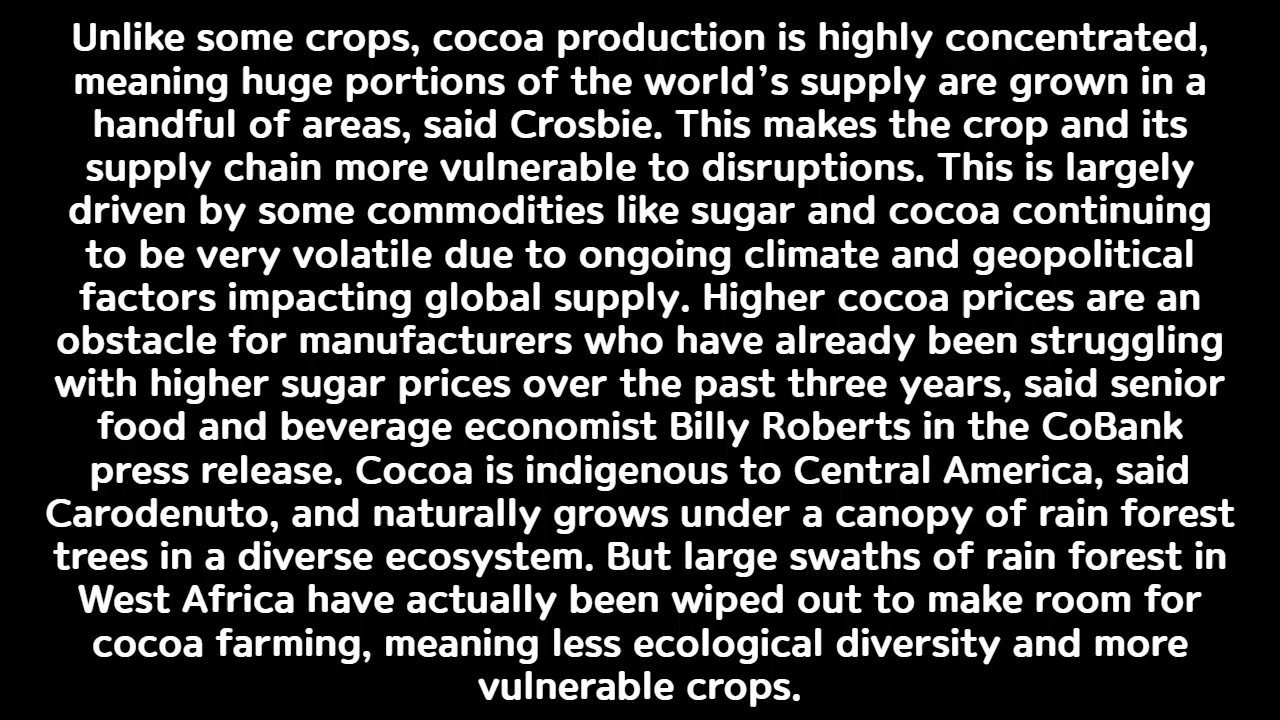 Unlike some crops, cocoa production is highly concentrated,
meaning huge portions of the world’s supply are grown in a
handful of areas, said Crosbie. This makes the crop and its
supply chain more vulnerable to disruptions. This is largely
driven by some commodities like sugar and cocoa continuing
to be very volatile due to ongoing climate and geopolitical
factors impacting global supply. Higher cocoa prices are an
obstacle for manufacturers who have already been struggling
with higher sugar prices over the past three years, said senior
food and beverage economist Billy Roberts in the CoBank
press release. Cocoa is indigenous to Central America, said
Carodenuto, and naturally grows under a canopy of rain forest
trees in a diverse ecosystem. But large swaths of rain forest in
West Africa have actually been wiped out to make room for
cocoa farming, meaning less ecological diversity and more
vulnerable crops.